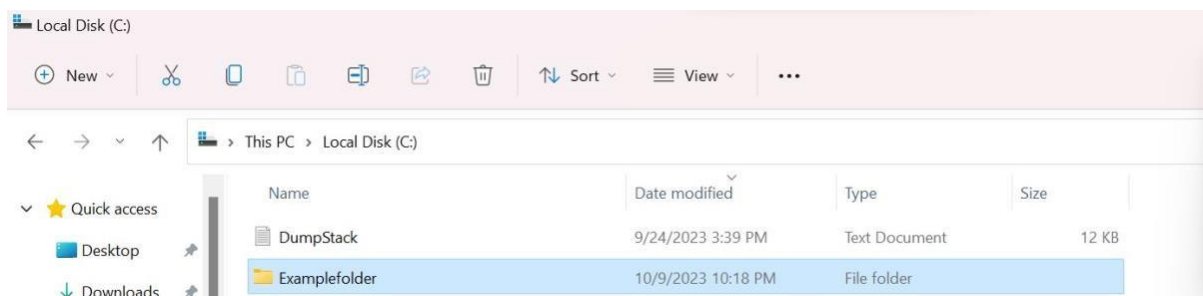 Local Disk (C:)
New Sort View
This PC > Local Disk (C:)
Name Date modified Type Size
Quick access
DumpStack 9/24/2023 3:39 PM Text Document 12 KB
Desktop
Examplefolder 10/9/2023 10:18 PM File folder
Downloads